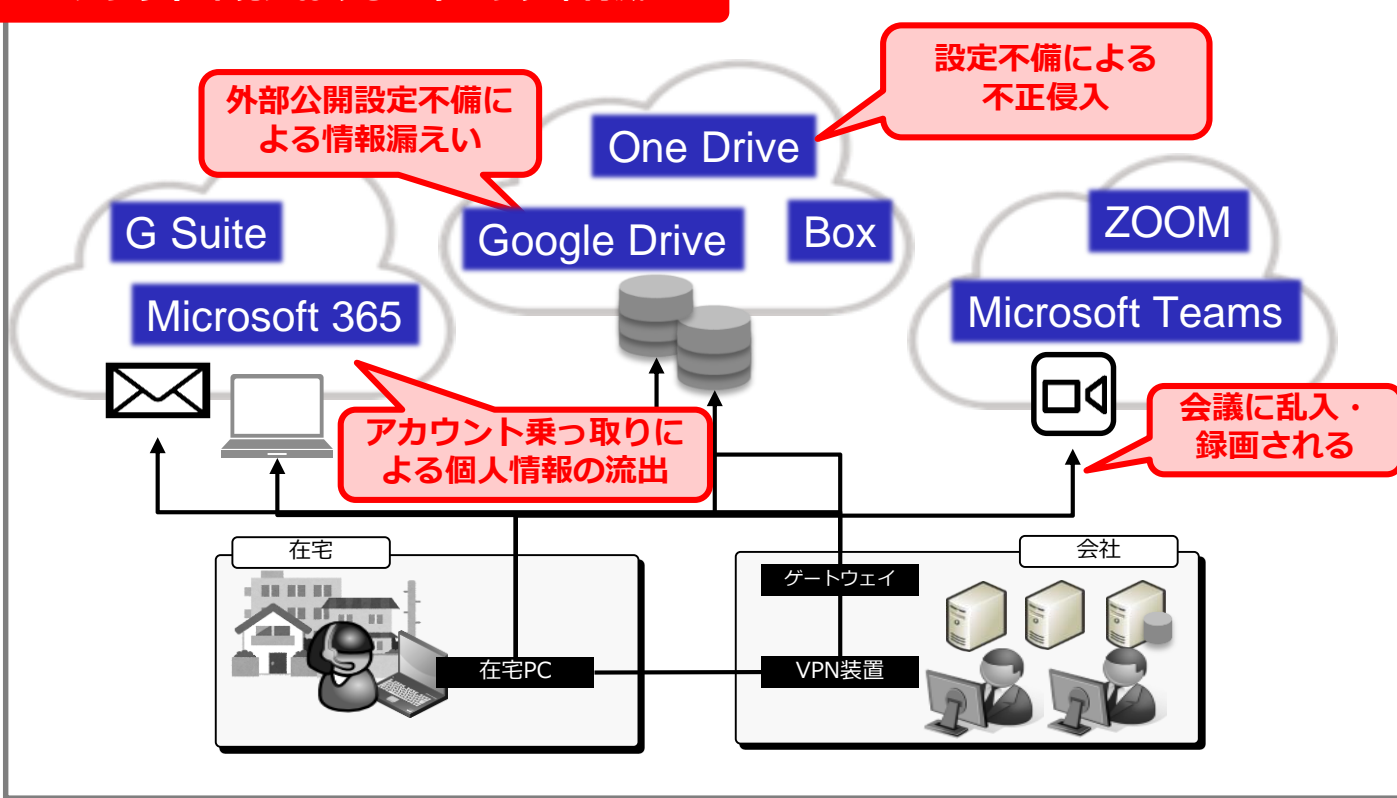 設定不備による
不正侵入
外部公開設定不備に
よる情報漏えい
One Drive
G Suite
Google Drive
Box
ZOOM
Microsoft 365
Microsoft Teams
アカウント乗っ取りに
よる個人情報の流出
会議に乱入・
録画される
在宅
会社
ゲートウェイ
在宅PC
VPN装置